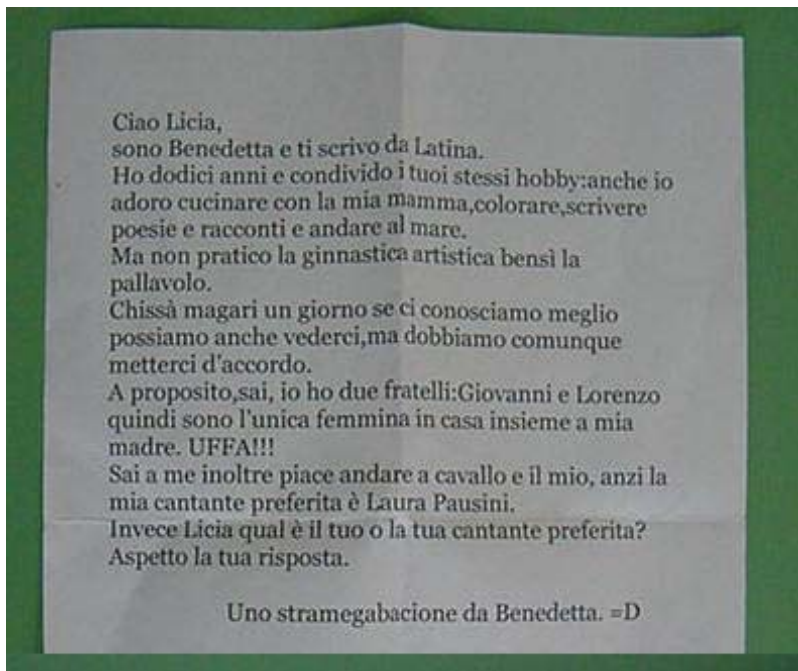 Ciao Licia,
sono Benedetta e ti scrivo da Latina.
Ho dodici anni e condivido i tuoi stessi hobby:anche io
adoro cucinare con la mia mamma,colorare,scrivere
poesie e racconti e andare al mare.
Ma non pratico la ginnastica artistica bensì la
pallavolo.
Chissà magari un giorno se ci conosciamo meglio
possiamo anche vederci,ma dobbiamo comunque
metterci d'accordo.
A proposito,sai, io ho due fratelli:Giovanni e Lorenzo
quindi sono l'unica femmina in casa insieme a mia
madre. UFFA!!!
Sai a me inoltre piace andare a cavallo e il mio, anzi la
mia cantante preferita è Laura Pausini.
Invece Licia qual è il tuo o la tua cantante preferita?
Aspetto la tua risposta.
Uno stramegabacione da Benedetta. =D